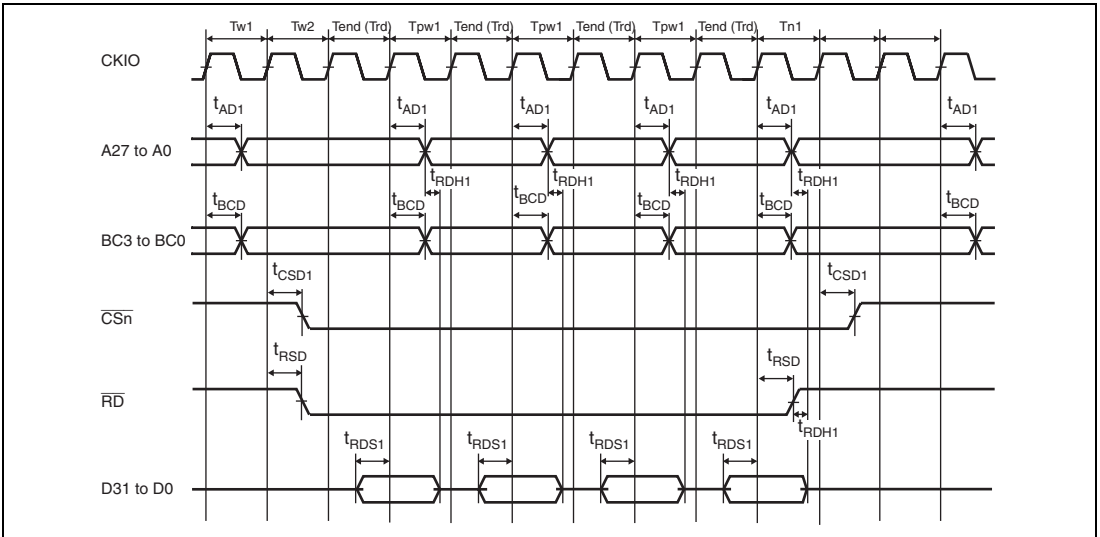 Tw1 Tw2 Tend (Trd) Tpw1 Tend (Trd) Tpw1 Tend (Trd) Tpw1 Tend (Trd) Tn1
CKIO
tAD1 tAD1 tAD1 tAD1 tAD1 tAD1
A27 to A0
tRDH1 tRDH1 tRDH1 tRDH1
tBCD tBCD tBCD tBCD tBCD tBCD
BC3 to BC0
tCSD1 tCSD1
CSn
tRSD tRSD
RD
tRDH1
tRDS1 tRDS1 tRDS1 tRDS1
D31 to D0